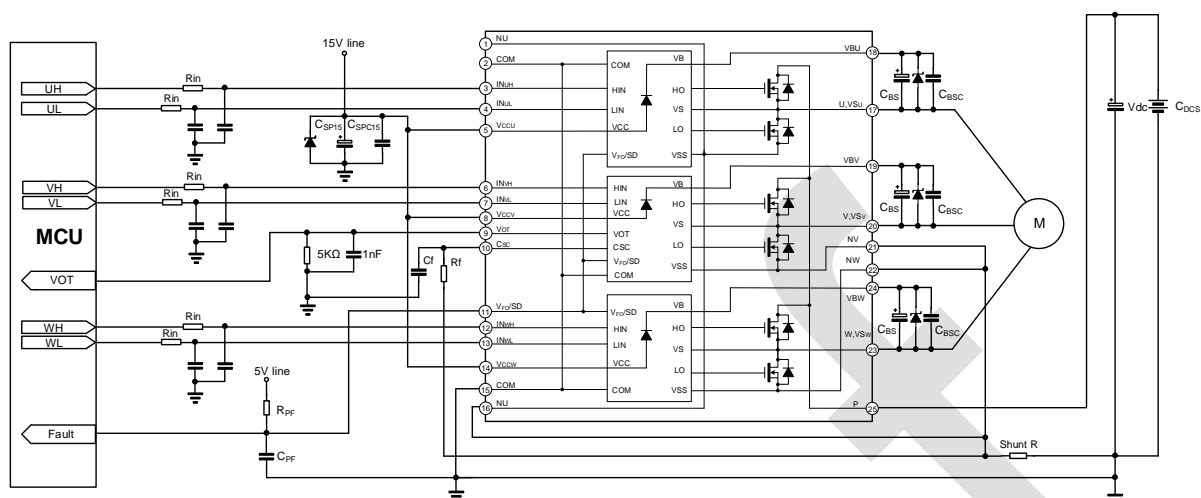 MCU
UH
UL
VH
VL
VOT
WH
WL
Fault
Rin
Rin
Rin
Rin
Rin
Rin
15V line
CSP15
CSPC15
5KΩ
1nF
Cf
Rf
5V line
RPF
CPF
1 NU
2 COM
3 INUH
4 INUL
5 VCCU
6 INVH
7 INVL
8 VCCV
9 VOT
10 CSC
11 VFO/SD
12 INWH
13 INWL
14 VCCW
15 COM
16 NU
COM
HIN
LIN
VCC
VFO/SD
VB
HO
VS
LO
VSS
HIN
LIN
VCC
VOT
CSC
VFO/SD
COM
VB
HO
VS
LO
VSS
VFO/SD
HIN
LIN
VCC
COM
VB
HO
VS
LO
VSS
VBU 18
U,VSU 17
VBV 19
V,VSV 20
NV 21
NW 22
24
VBW
W,VSW 23
P 25
CBS
CBSC
CBS
CBSC
CBS
CBSC
M
Vdc
CDCS
Shunt R